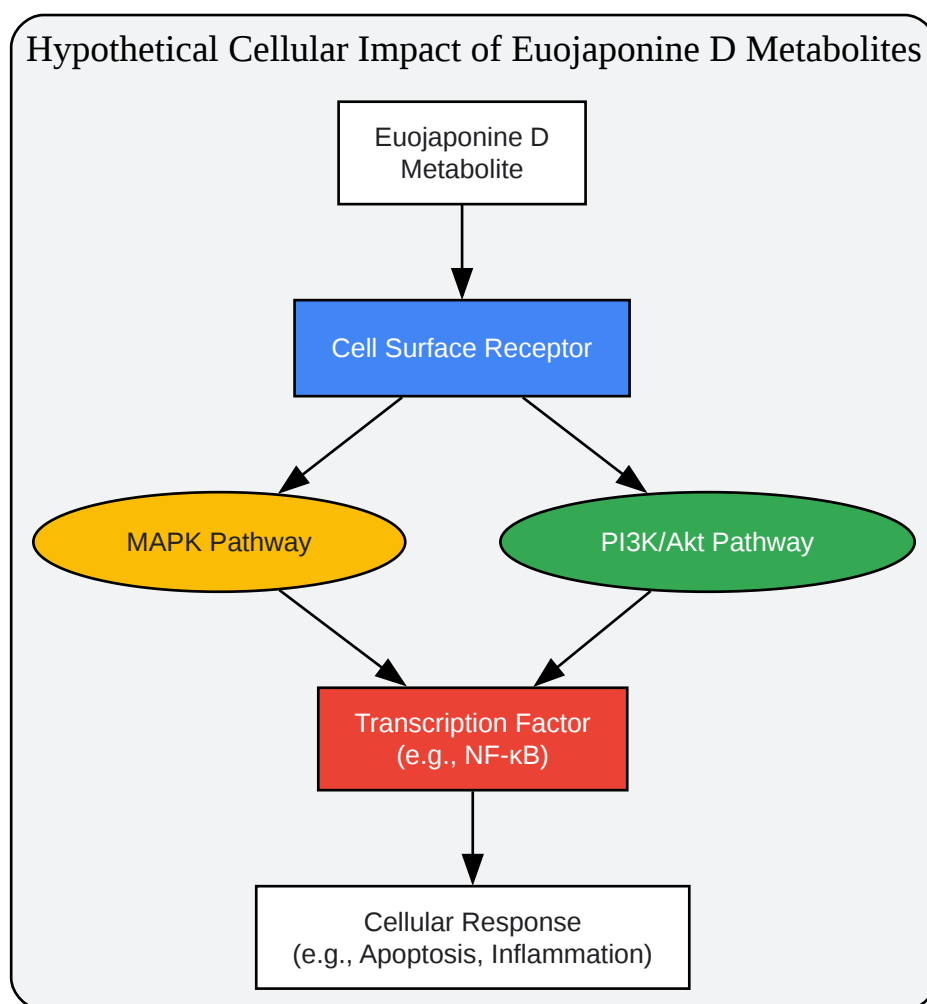 Hypothetical Cellular Impact of Euojaponine D Metabolites
Euojaponine D
Metabolite
Cell Surface Receptor
MAPK Pathway
PI3K/Akt Pathway
Transcription Factor
(e.g., NF-κB)
Cellular Response
(e.g., Apoptosis, Inflammation)